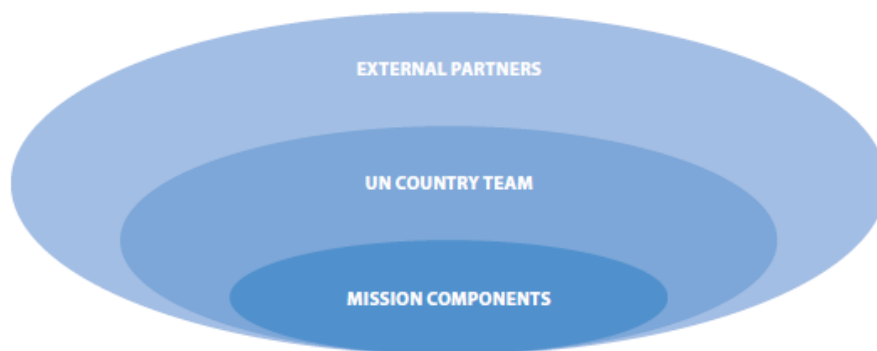 EXTERNAL PARTNERS
UN COUNTRY TEAM
MISSION COMPONENTS